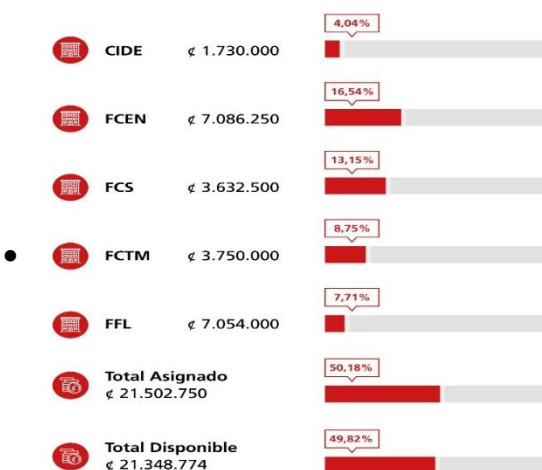 4,04%
CIDE ¢ 1.730.000
16,54%
FCEN ¢ 7.086.250
13,15%
FCS ¢ 3.632.500
8,75%
FCTM ¢ 3.750.000
7,71%
FFL ¢ 7.054.000
50,18%
Total Asignado
¢ 21.502.750
49,82%
Total Disponible
¢ 21.348.774